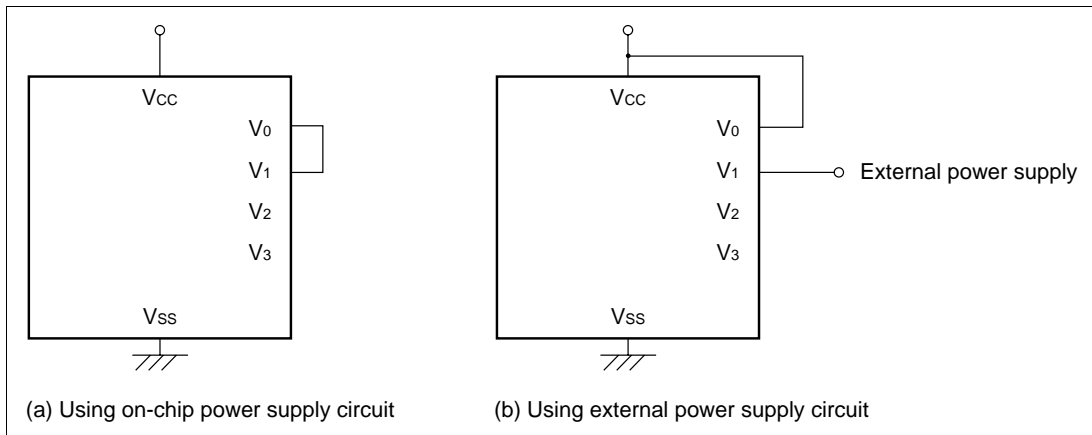 VCC
V0
V1
V2
V3
VSS
(a) Using on-chip power supply circuit
VCC
V0
V1
External power supply
V2
V3
VSS
(b) Using external power supply circuit